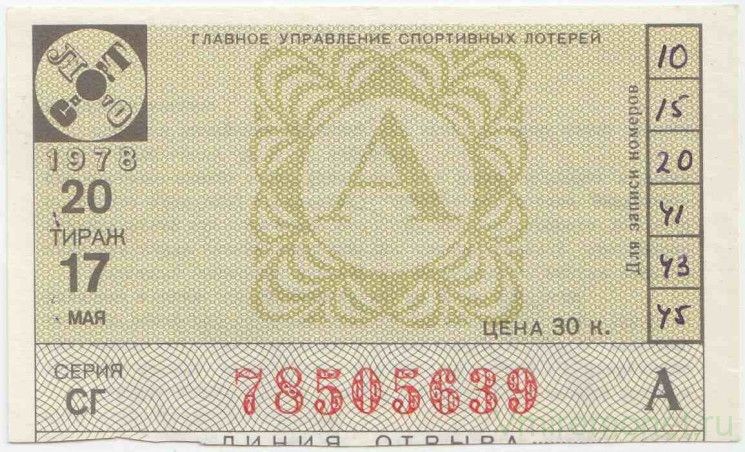 ГЛАВНОЕ УПРАВЛЕНИЕ СПОРТИВНЫХ ЛОТЕРЕЙ
СПОРТЛОТО
1978
20
ТИРАЖ
17
МАЯ
А
ЦЕНА 30 к.
Для записи номеров
10
15
20
41
43
45
СЕРИЯ
СГ
78505639
А
ЛИНИЯ ОТРЫВА